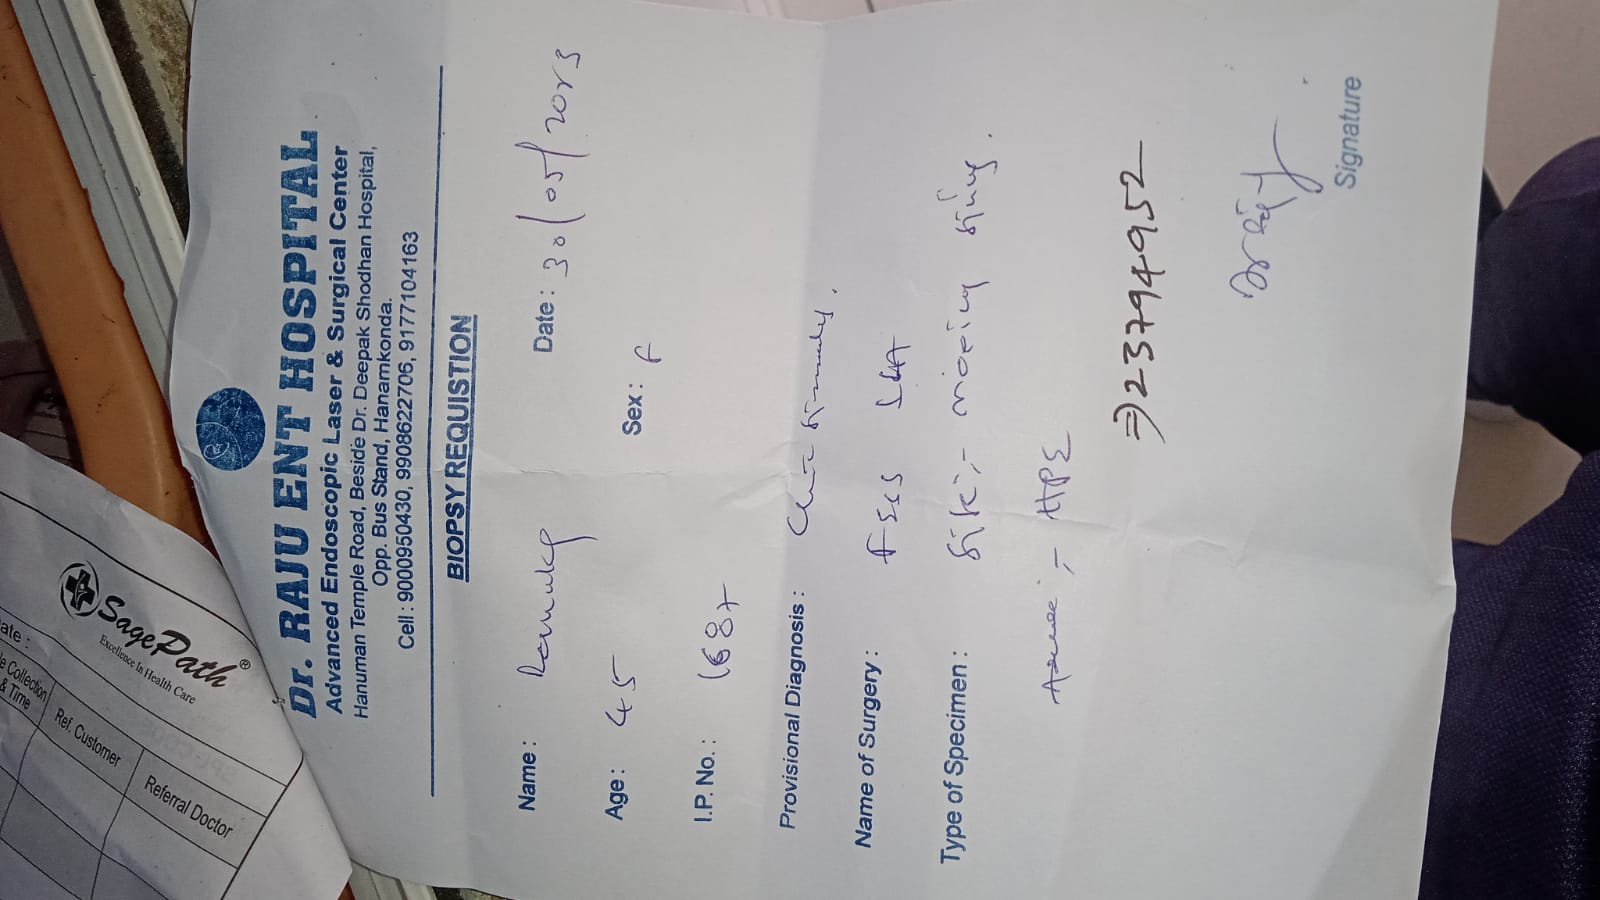 Dr. RAJU ENT HOSPITAL
Advanced Endoscopic Laser & Surgical Center
Hanuman Temple Road, Beside Dr. Deepak Shodhan Hospital,
Opp. Bus Stand, Hanamkonda.
Cell : 9000950430, 9908622706, 9177104163
BIOPSY REQUISTION
Name : Date : 30/05/2023
Age : 45 Sex : F
I.P. No. : 1687
Provisional Diagnosis :
Name of Surgery : FESS
Type of Specimen :
HPE
⇒ 23794952
Signature
ate :
le Collection
& Time
Ref. Customer
Referral Doctor
SagePath®
Excellence In Health Care